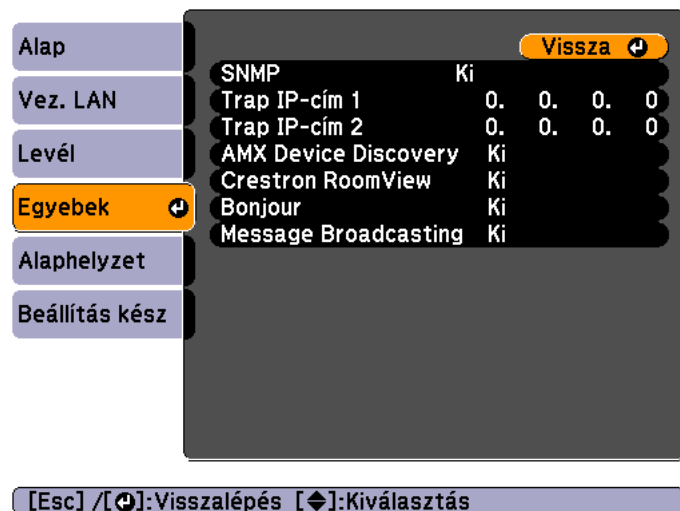 Alap
Vez. LAN
Levél
Egyebek
Alaphelyzet
Beállítás kész
Vissza
SNMP Ki
Trap IP-cím 1 0. 0. 0. 0
Trap IP-cím 2 0. 0. 0. 0
AMX Device Discovery Ki
Crestron RoomView Ki
Bonjour Ki
Message Broadcasting Ki
[Esc] /[⏎]:Visszalépés [◆]:Kiválasztás